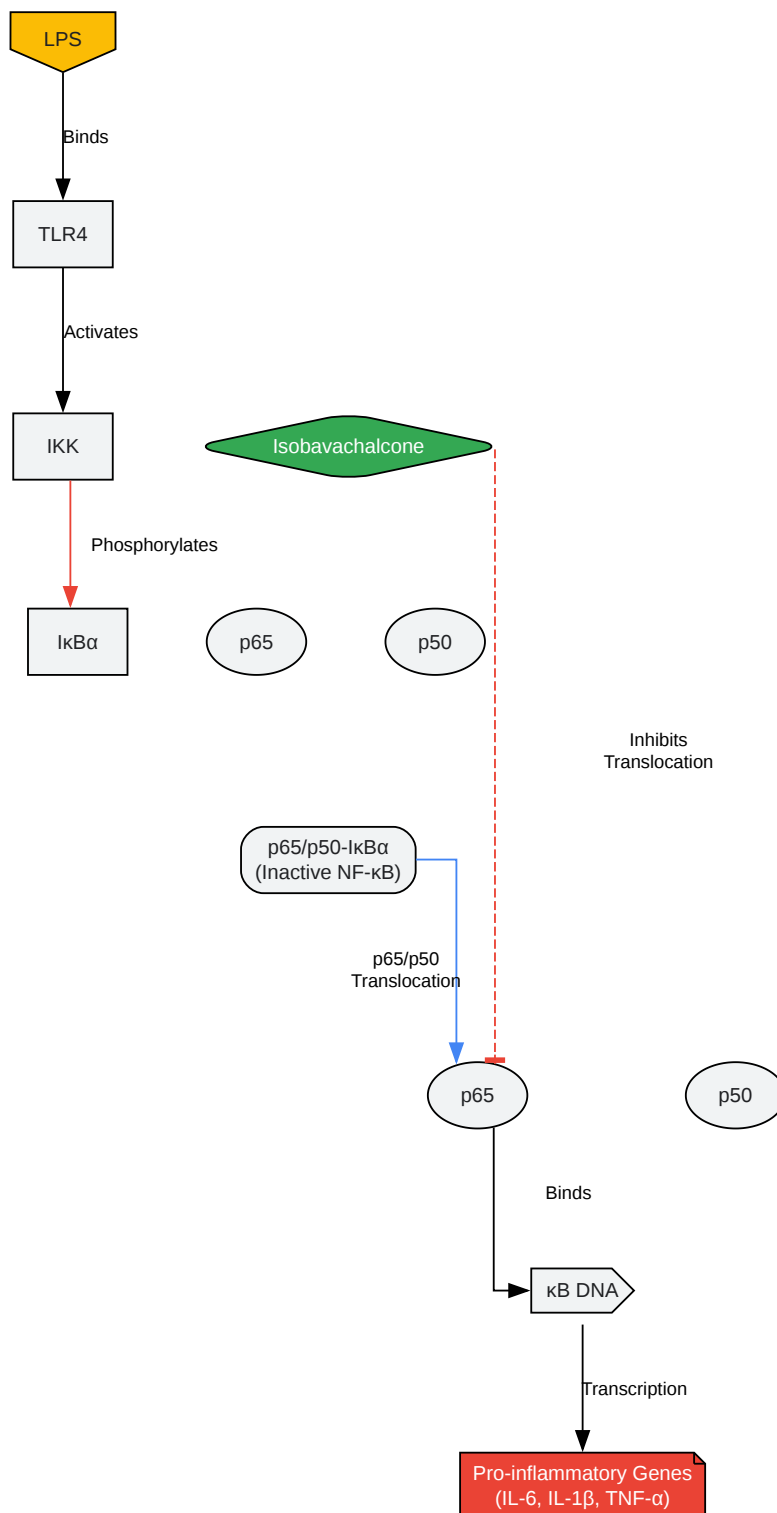 LPS
Binds
TLR4
Activates
IKK
Isobavachalcone
Phosphorylates
IκBα
p65
p50
Inhibits
Translocation
p65/p50-IκBα
(Inactive NF-κB)
p65/p50
Translocation
p65
p50
Binds
κB DNA
Transcription
Pro-inflammatory Genes
(IL-6, IL-1β, TNF-α)